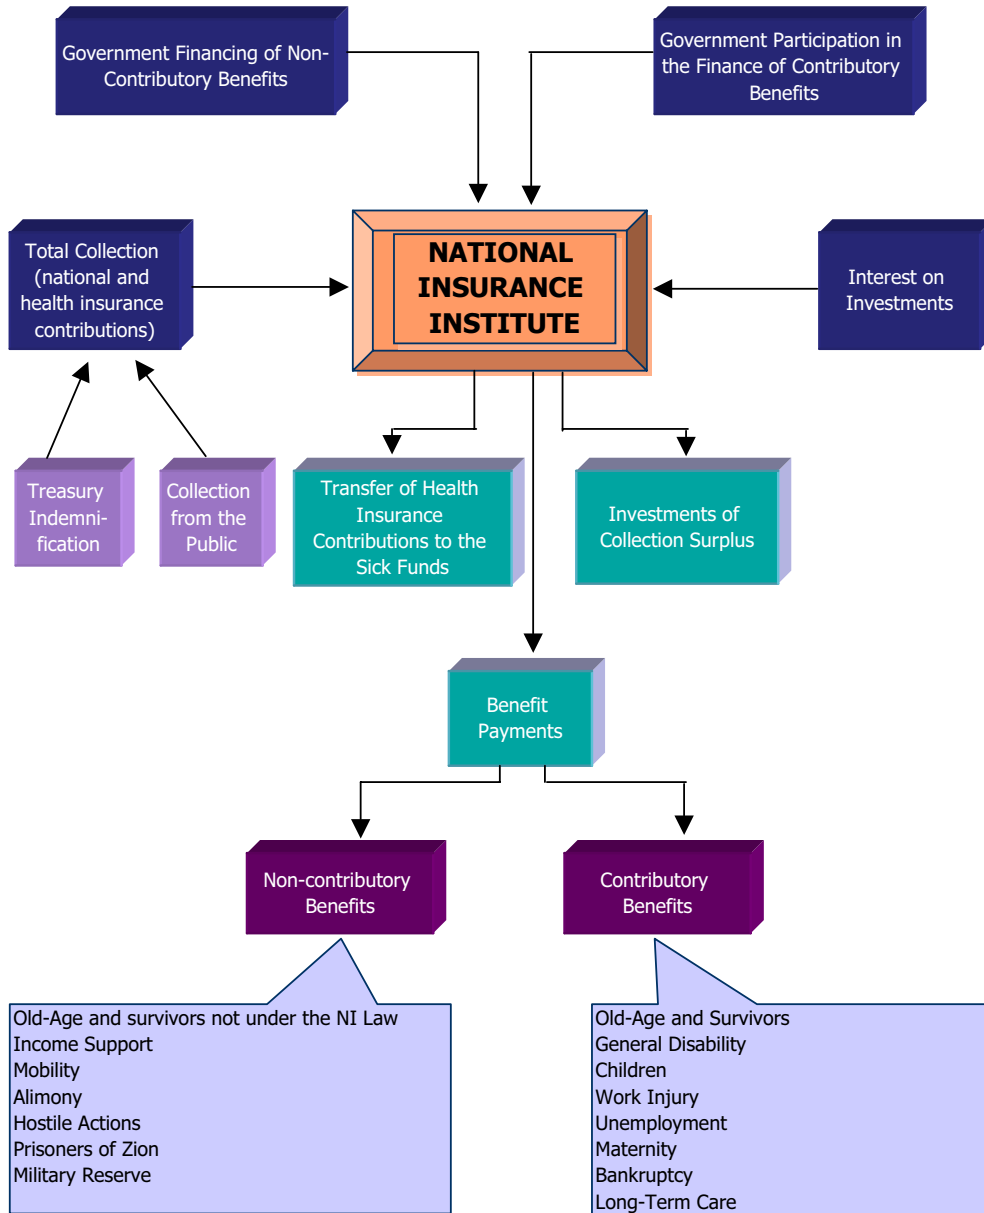 Government Financing of Non-
Contributory Benefits
Government Participation in
the Finance of Contributory
Benefits
Total Collection
(national and
health insurance
contributions)
NATIONAL
INSURANCE
INSTITUTE
Interest on
Investments
Treasury
Indemni-
fication
Collection
from the
Public
Transfer of Health
Insurance
Contributions to the
Sick Funds
Investments of
Collection Surplus
Benefit
Payments
Non-contributory
Benefits
Contributory
Benefits
Old-Age and survivors not under the NI Law
Income Support
Mobility
Alimony
Hostile Actions
Prisoners of Zion
Military Reserve
Old-Age and Survivors
General Disability
Children
Work Injury
Unemployment
Maternity
Bankruptcy
Long-Term Care